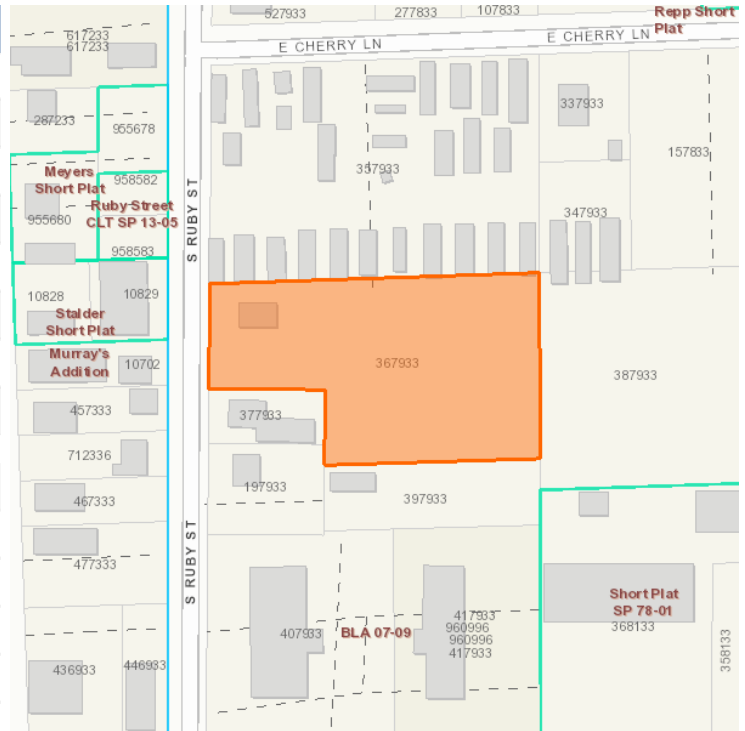 617233
617233
527933
277833
107833
Repp Short
Plat
E CHERRY LN
E CHERRY LN
287233
955678
337933
157833
357933
Meyers
Short Plat
958582
Ruby Street
CLT SP 13-05
955680
347933
S RUBY ST
958583
10828
10829
Stalder
Short Plat
Murray's
Addition
10702
367933
387933
457333
377933
712336
197933
467333
397933
477333
S RUBY ST
Short Plat
SP 78-01
368133
407933
BLA 07-09
417933
960996
960996
417933
358133
436933
446933